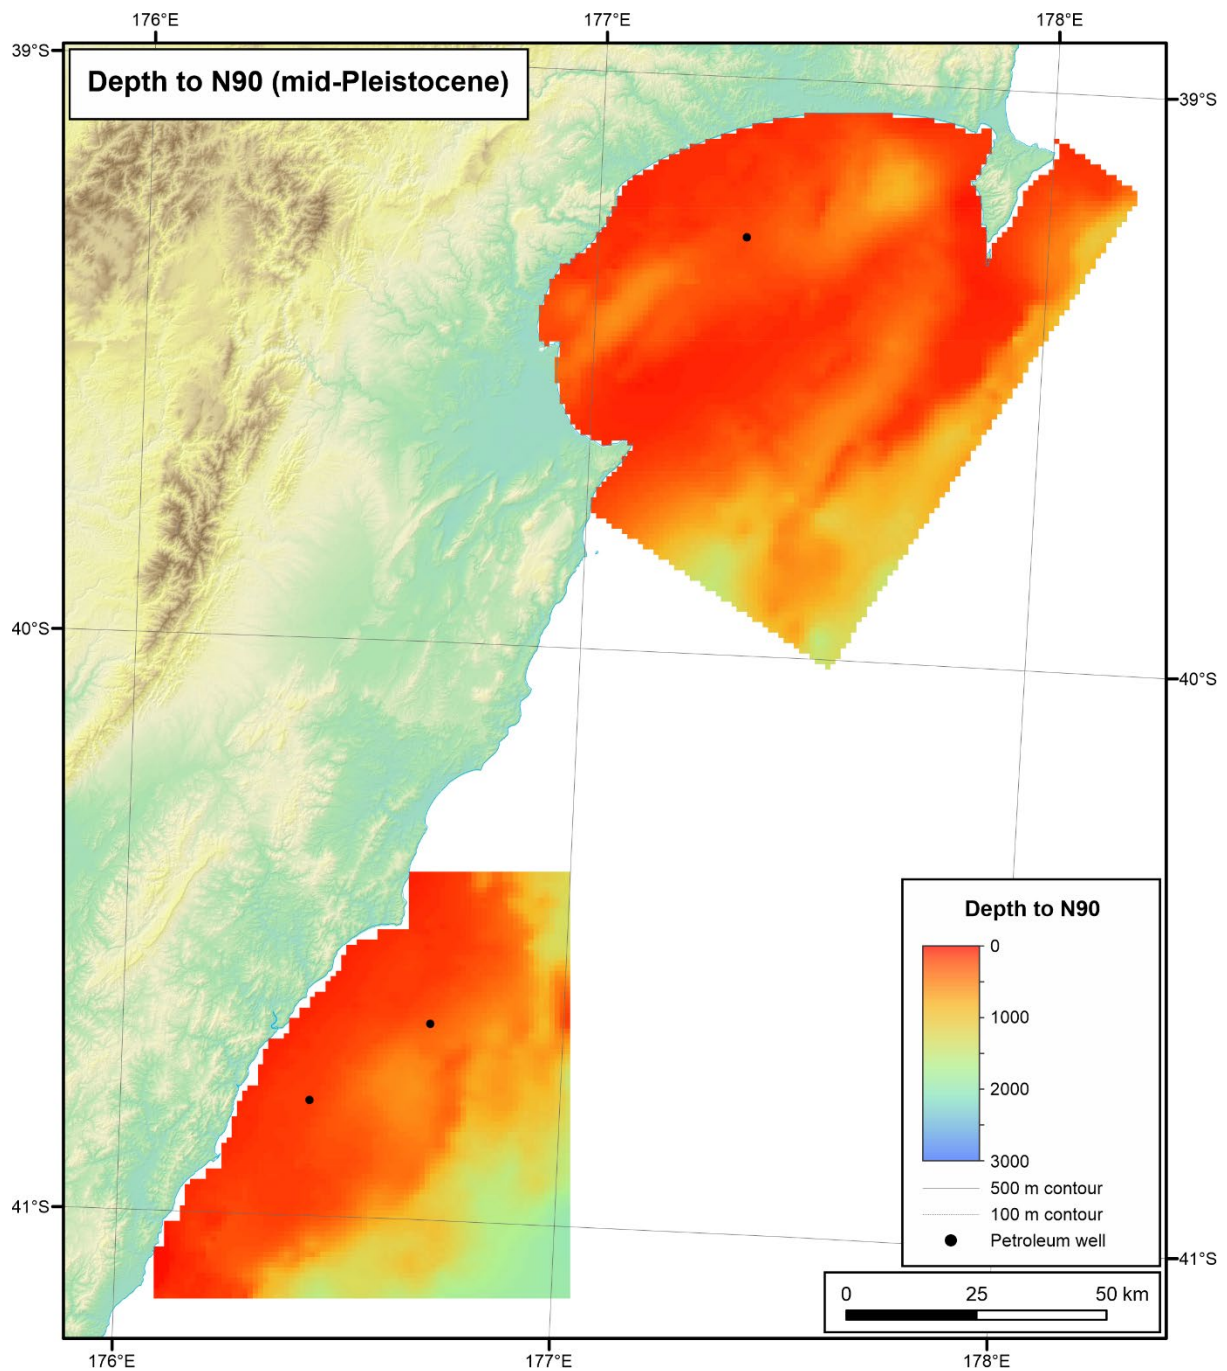 176°E 177°E 178°E
39°S
Depth to N90 (mid-Pleistocene)
39°S
40°S
40°S
Depth to N90
0
1000
2000
3000
500 m contour
100 m contour
Petroleum well
41°S
41°S
0 25 50 km
176°E 177°E 178°E